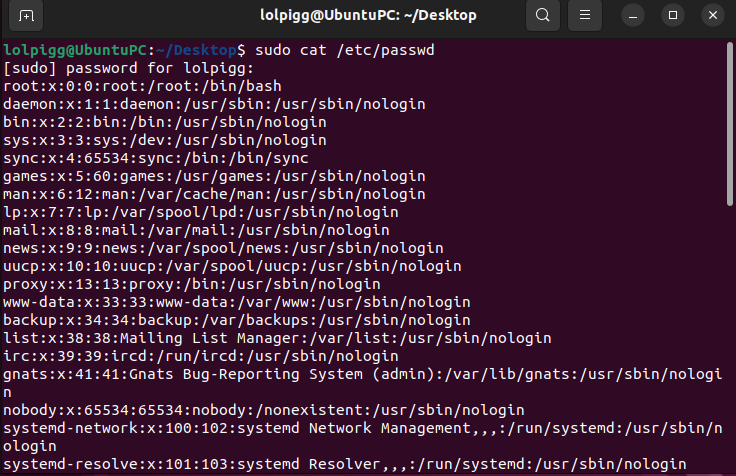 lolpigg@UbuntuPC: ~/Desktop
lolpigg@UbuntuPC:~/Desktop$ sudo cat /etc/passwd
[sudo] password for lolpigg:
root:x:0:0:root:/root:/bin/bash
daemon:x:1:1:daemon:/usr/sbin:/usr/sbin/nologin
bin:x:2:2:bin:/bin:/usr/sbin/nologin
sys:x:3:3:sys:/dev:/usr/sbin/nologin
sync:x:4:65534:sync:/bin:/bin/sync
games:x:5:60:games:/usr/games:/usr/sbin/nologin
man:x:6:12:man:/var/cache/man:/usr/sbin/nologin
lp:x:7:7:lp:/var/spool/lpd:/usr/sbin/nologin
mail:x:8:8:mail:/var/mail:/usr/sbin/nologin
news:x:9:9:news:/var/spool/news:/usr/sbin/nologin
uucp:x:10:10:uucp:/var/spool/uucp:/usr/sbin/nologin
proxy:x:13:13:proxy:/bin:/usr/sbin/nologin
www-data:x:33:33:www-data:/var/www:/usr/sbin/nologin
backup:x:34:34:backup:/var/backups:/usr/sbin/nologin
list:x:38:38:Mailing List Manager:/var/list:/usr/sbin/nologin
irc:x:39:39:ircd:/run/ircd:/usr/sbin/nologin
gnats:x:41:41:Gnats Bug-Reporting System (admin):/var/lib/gnats:/usr/sbin/nologi
n
nobody:x:65534:65534:nobody:/nonexistent:/usr/sbin/nologin
systemd-network:x:100:102:systemd Network Management,,,:/run/systemd:/usr/sbin/n
ologin
systemd-resolve:x:101:103:systemd Resolver,,,:/run/systemd:/usr/sbin/nologin